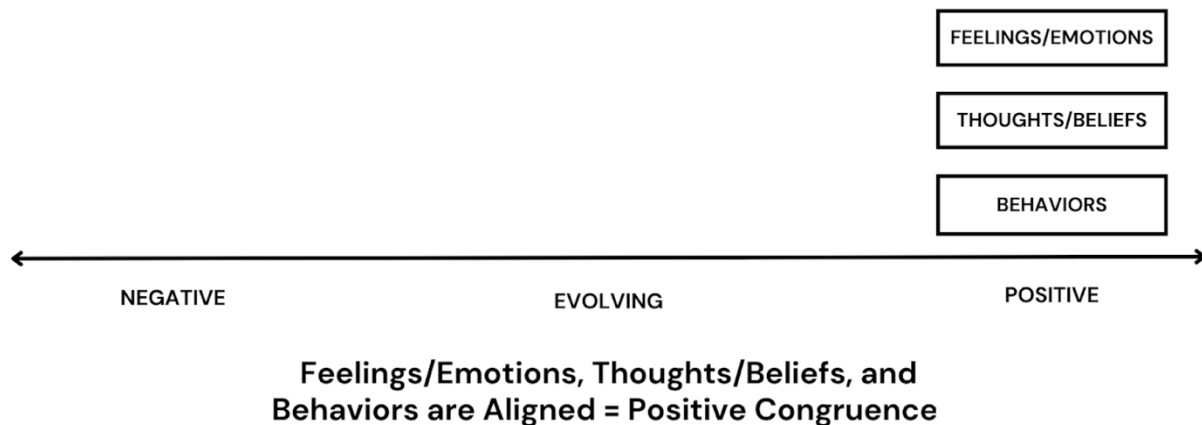 FEELINGS/EMOTIONS
THOUGHTS/BELIEFS
BEHAVIORS
NEGATIVE
EVOLVING
POSITIVE
Feelings/Emotions, Thoughts/Beliefs, and
Behaviors are Aligned = Positive Congruence